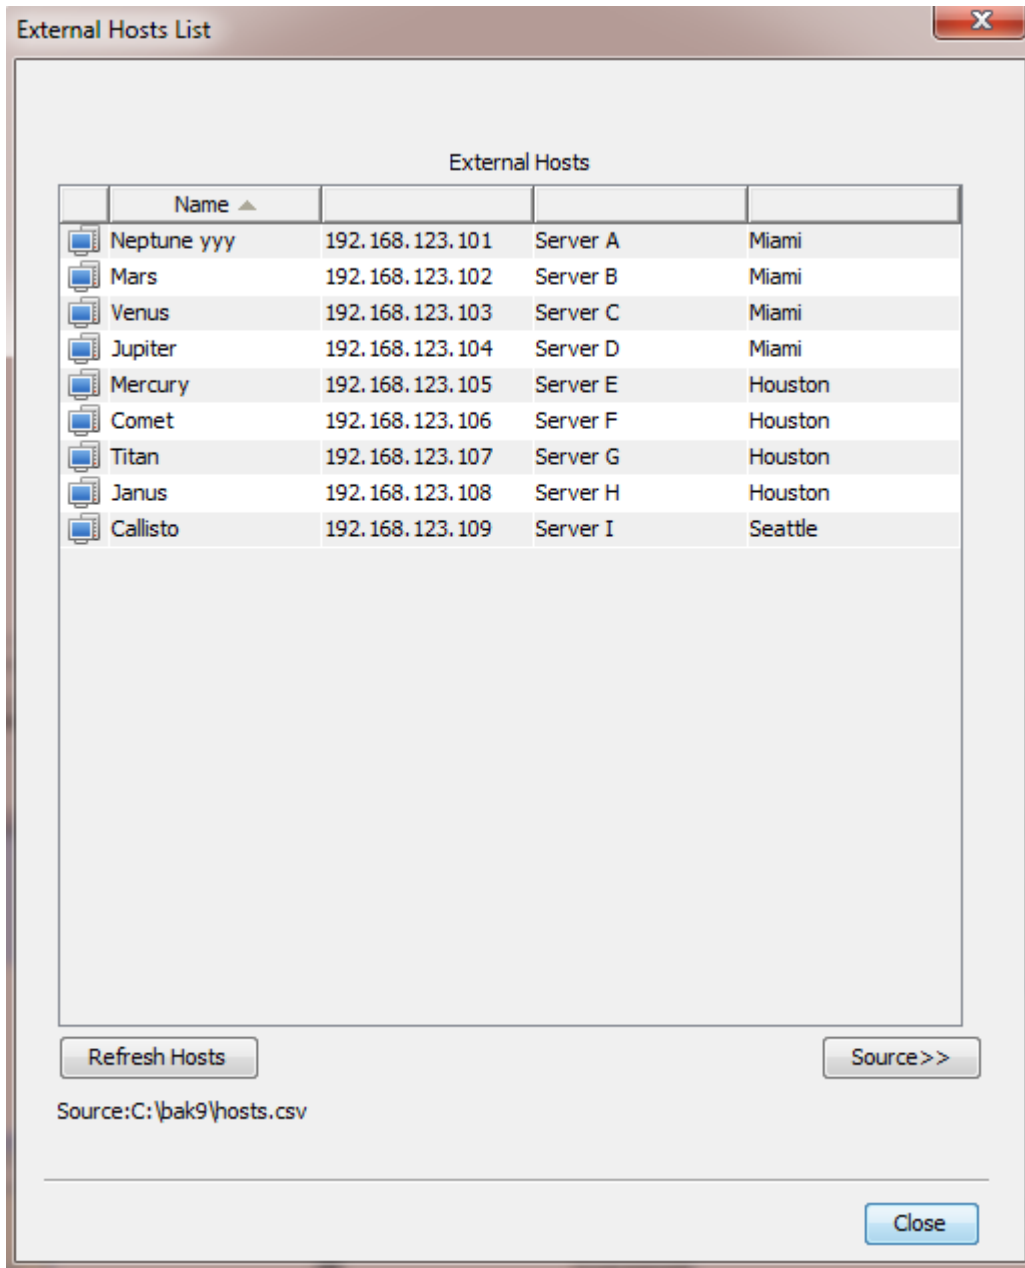 External Hosts List
External Hosts
Name
Neptune yyy 192.168.123.101 Server A Miami
Mars 192.168.123.102 Server B Miami
Venus 192.168.123.103 Server C Miami
Jupiter 192.168.123.104 Server D Miami
Mercury 192.168.123.105 Server E Houston
Comet 192.168.123.106 Server F Houston
Titan 192.168.123.107 Server G Houston
Janus 192.168.123.108 Server H Houston
Callisto 192.168.123.109 Server I Seattle
Refresh Hosts Source>>
Source:C:\bak9\hosts.csv
Close